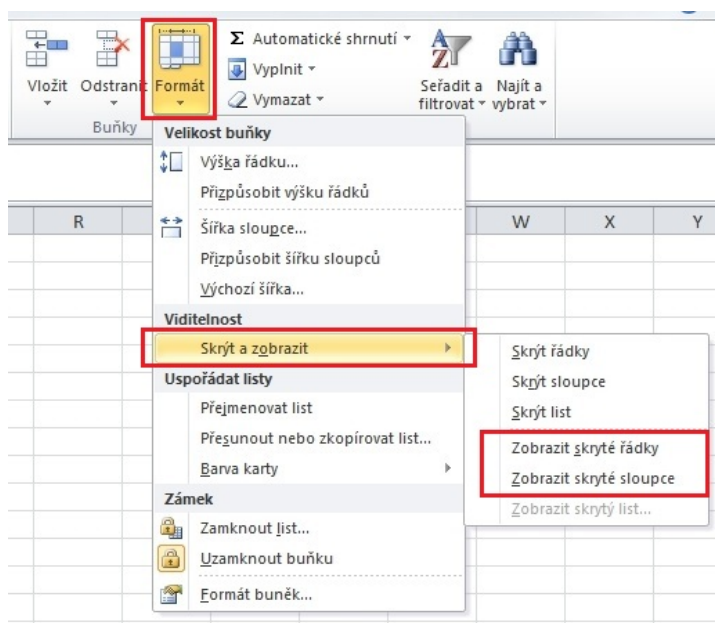 Vložit Odstranit Formát
Buňky
Σ Automatické shrnutí
Vyplnit
Vymazat
Seřadit a filtrovat
Najít a vybrat
Velikost buňky
Výška řádku...
Přizpůsobit výšku řádků
Šířka sloupce...
Přizpůsobit šířku sloupců
Výchozí šířka...
Viditelnost
Skrýt a zobrazit
Uspořádat listy
Přejmenovat list
Přesunout nebo zkopírovat list...
Barva karty
Zámek
Zamknout list...
Uzamknout buňku
Formát buněk...
R W X Y
Skrýt řádky
Skrýt sloupce
Skrýt list
Zobrazit skryté řádky
Zobrazit skryté sloupce
Zobrazit skrytý list...